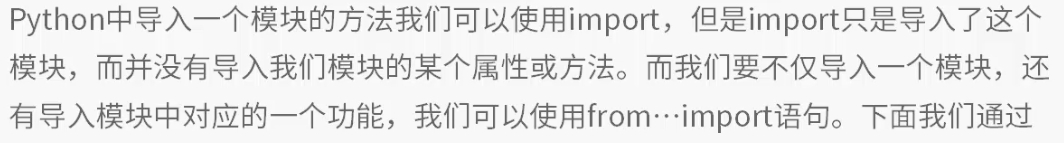 Python中导入一个模块的方法我们可以使用import，但是import只是导入了这个
模块，而并没有导入我们模块的某个属性或方法。而我们要不仅导入一个模块，还
有导入模块中对应的一个功能，我们可以使用from…import语句。下面我们通过